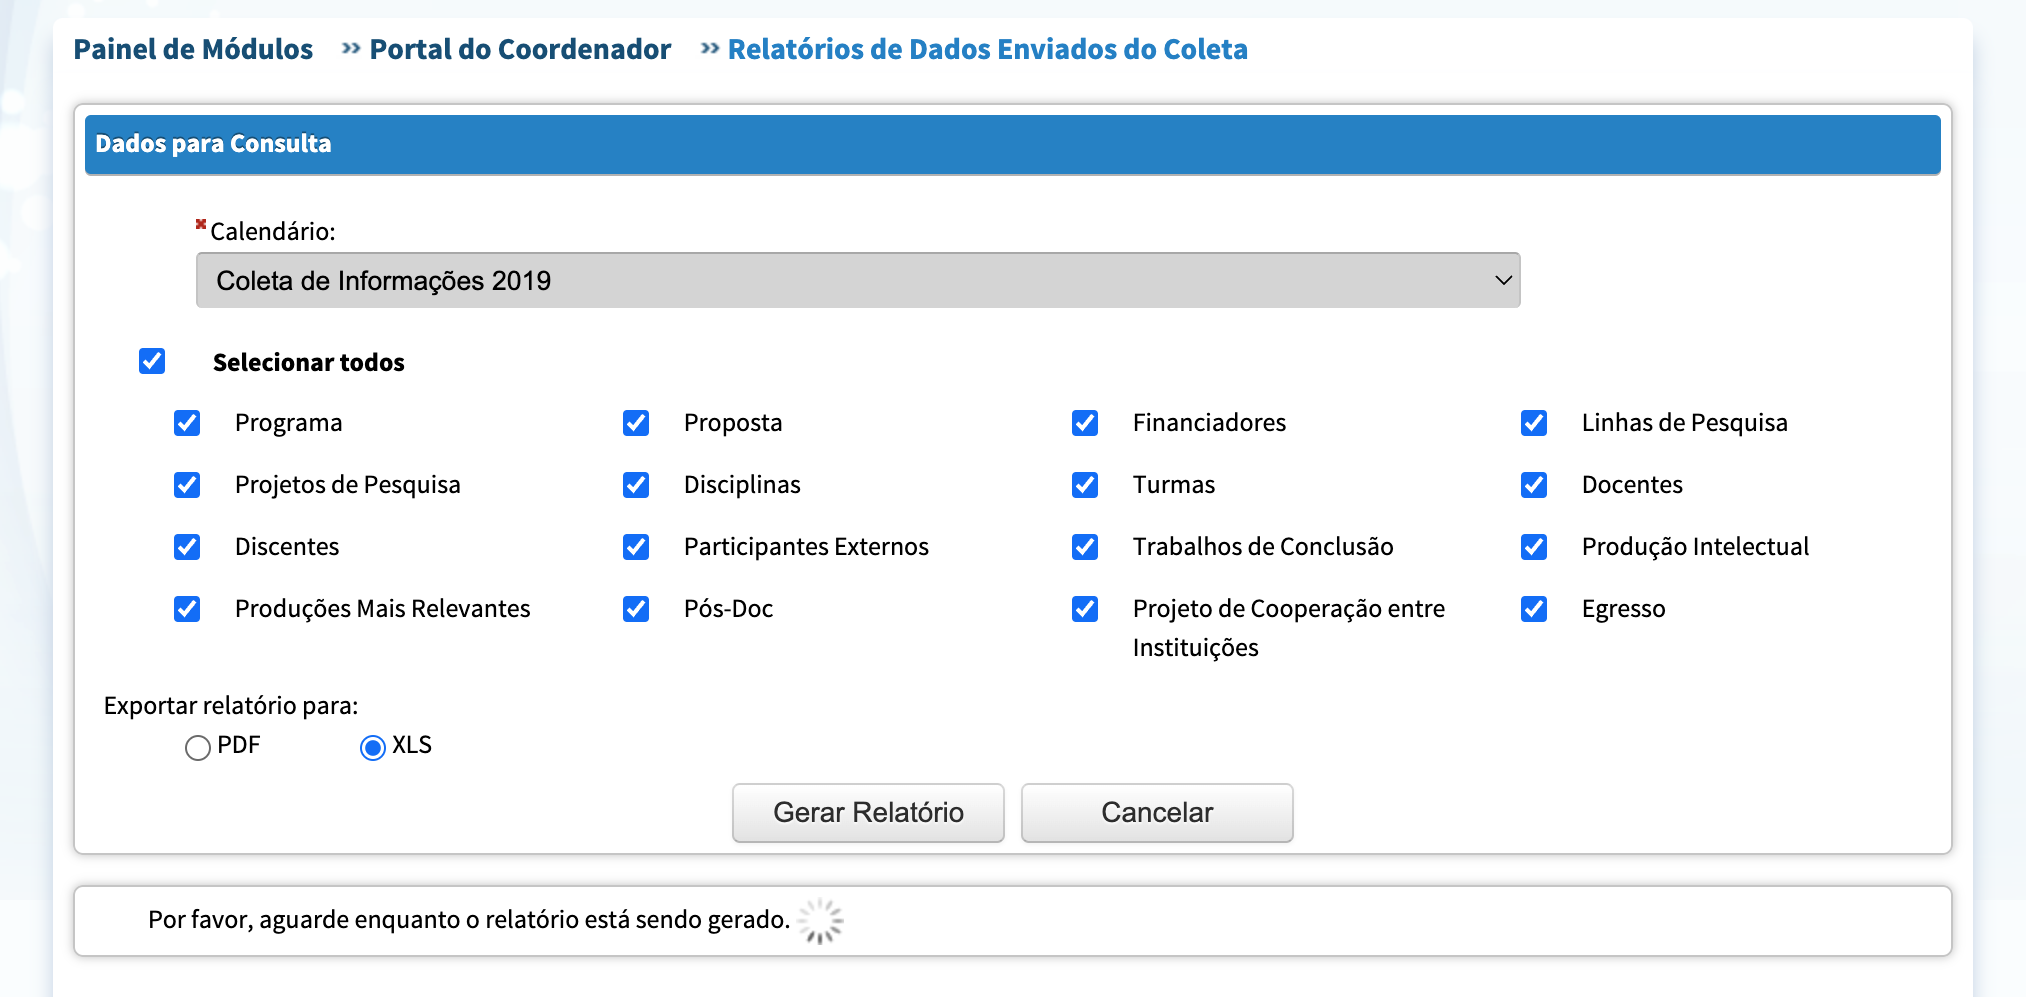 Painel de Módulos » Portal do Coordenador » Relatórios de Dados Enviados do Coleta
Dados para Consulta
Calendário:
Coleta de Informações 2019
Selecionar todos
Programa Proposta Financiadores Linhas de Pesquisa
Projetos de Pesquisa Disciplinas Turmas Docentes
Discentes Participantes Externos Trabalhos de Conclusão Produção Intelectual
Produções Mais Relevantes Pós-Doc Projeto de Cooperação entre Egresso
Instituições
Exportar relatório para:
PDF XLS
Gerar Relatório Cancelar
Por favor, aguarde enquanto o relatório está sendo gerado.